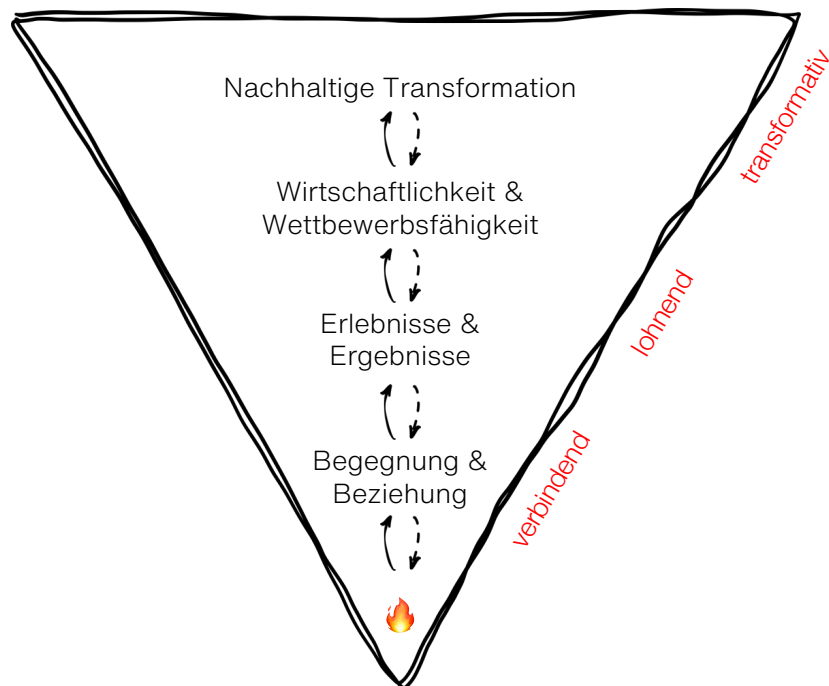 Nachhaltige Transformation
Wirtschaftlichkeit &
Wettbewerbsfähigkeit
Erlebnisse &
Ergebnisse
Begegnung &
Beziehung
transformativ
lohnend
verbindend